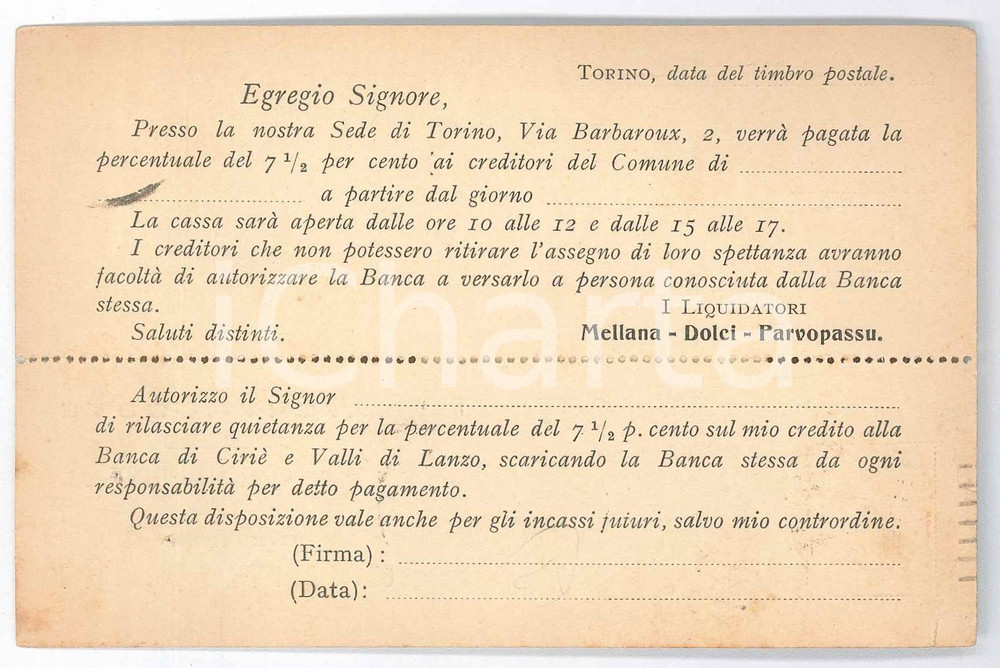 TORINO, data del timbro postale.
Egregio Signore,
Presso la nostra Sede di Torino, Via Barbaroux, 2, verrà pagata la
percentuale del 7 1/2 per cento ai creditori del Comune di
a partire dal giorno
La cassa sarà aperta dalle ore 10 alle 12 e dalle 15 alle 17.
I creditori che non potessero ritirare l'assegno di loro spettanza avranno
facoltà di autorizzare la Banca a versarlo a persona conosciuta dalla Banca
stessa.
I LIQUIDATORI
Saluti distinti.
Mellana - Dolci - Parvopassu.
iCharta
Autorizzo il Signor
di rilasciare quietanza per la percentuale del 7 1/2 p. cento sul mio credito alla
Banca di Ciriè e Valli di Lanzo, scaricando la Banca stessa da ogni
responsabilità per detto pagamento.
Questa disposizione vale anche per gli incassi futuri, salvo mio contrordine.
(Firma) :
(Data) :